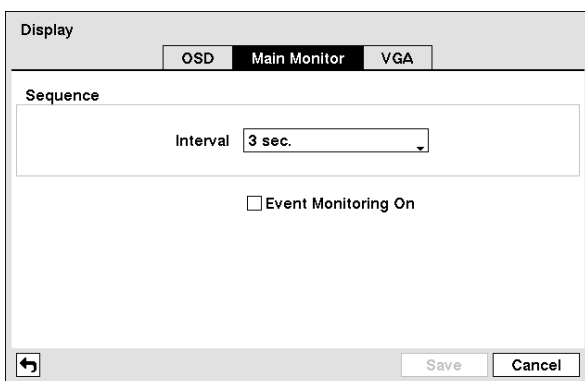 Display
OSD Main Monitor VGA
Sequence
Interval 3 sec.
Event Monitoring On
Save Cancel